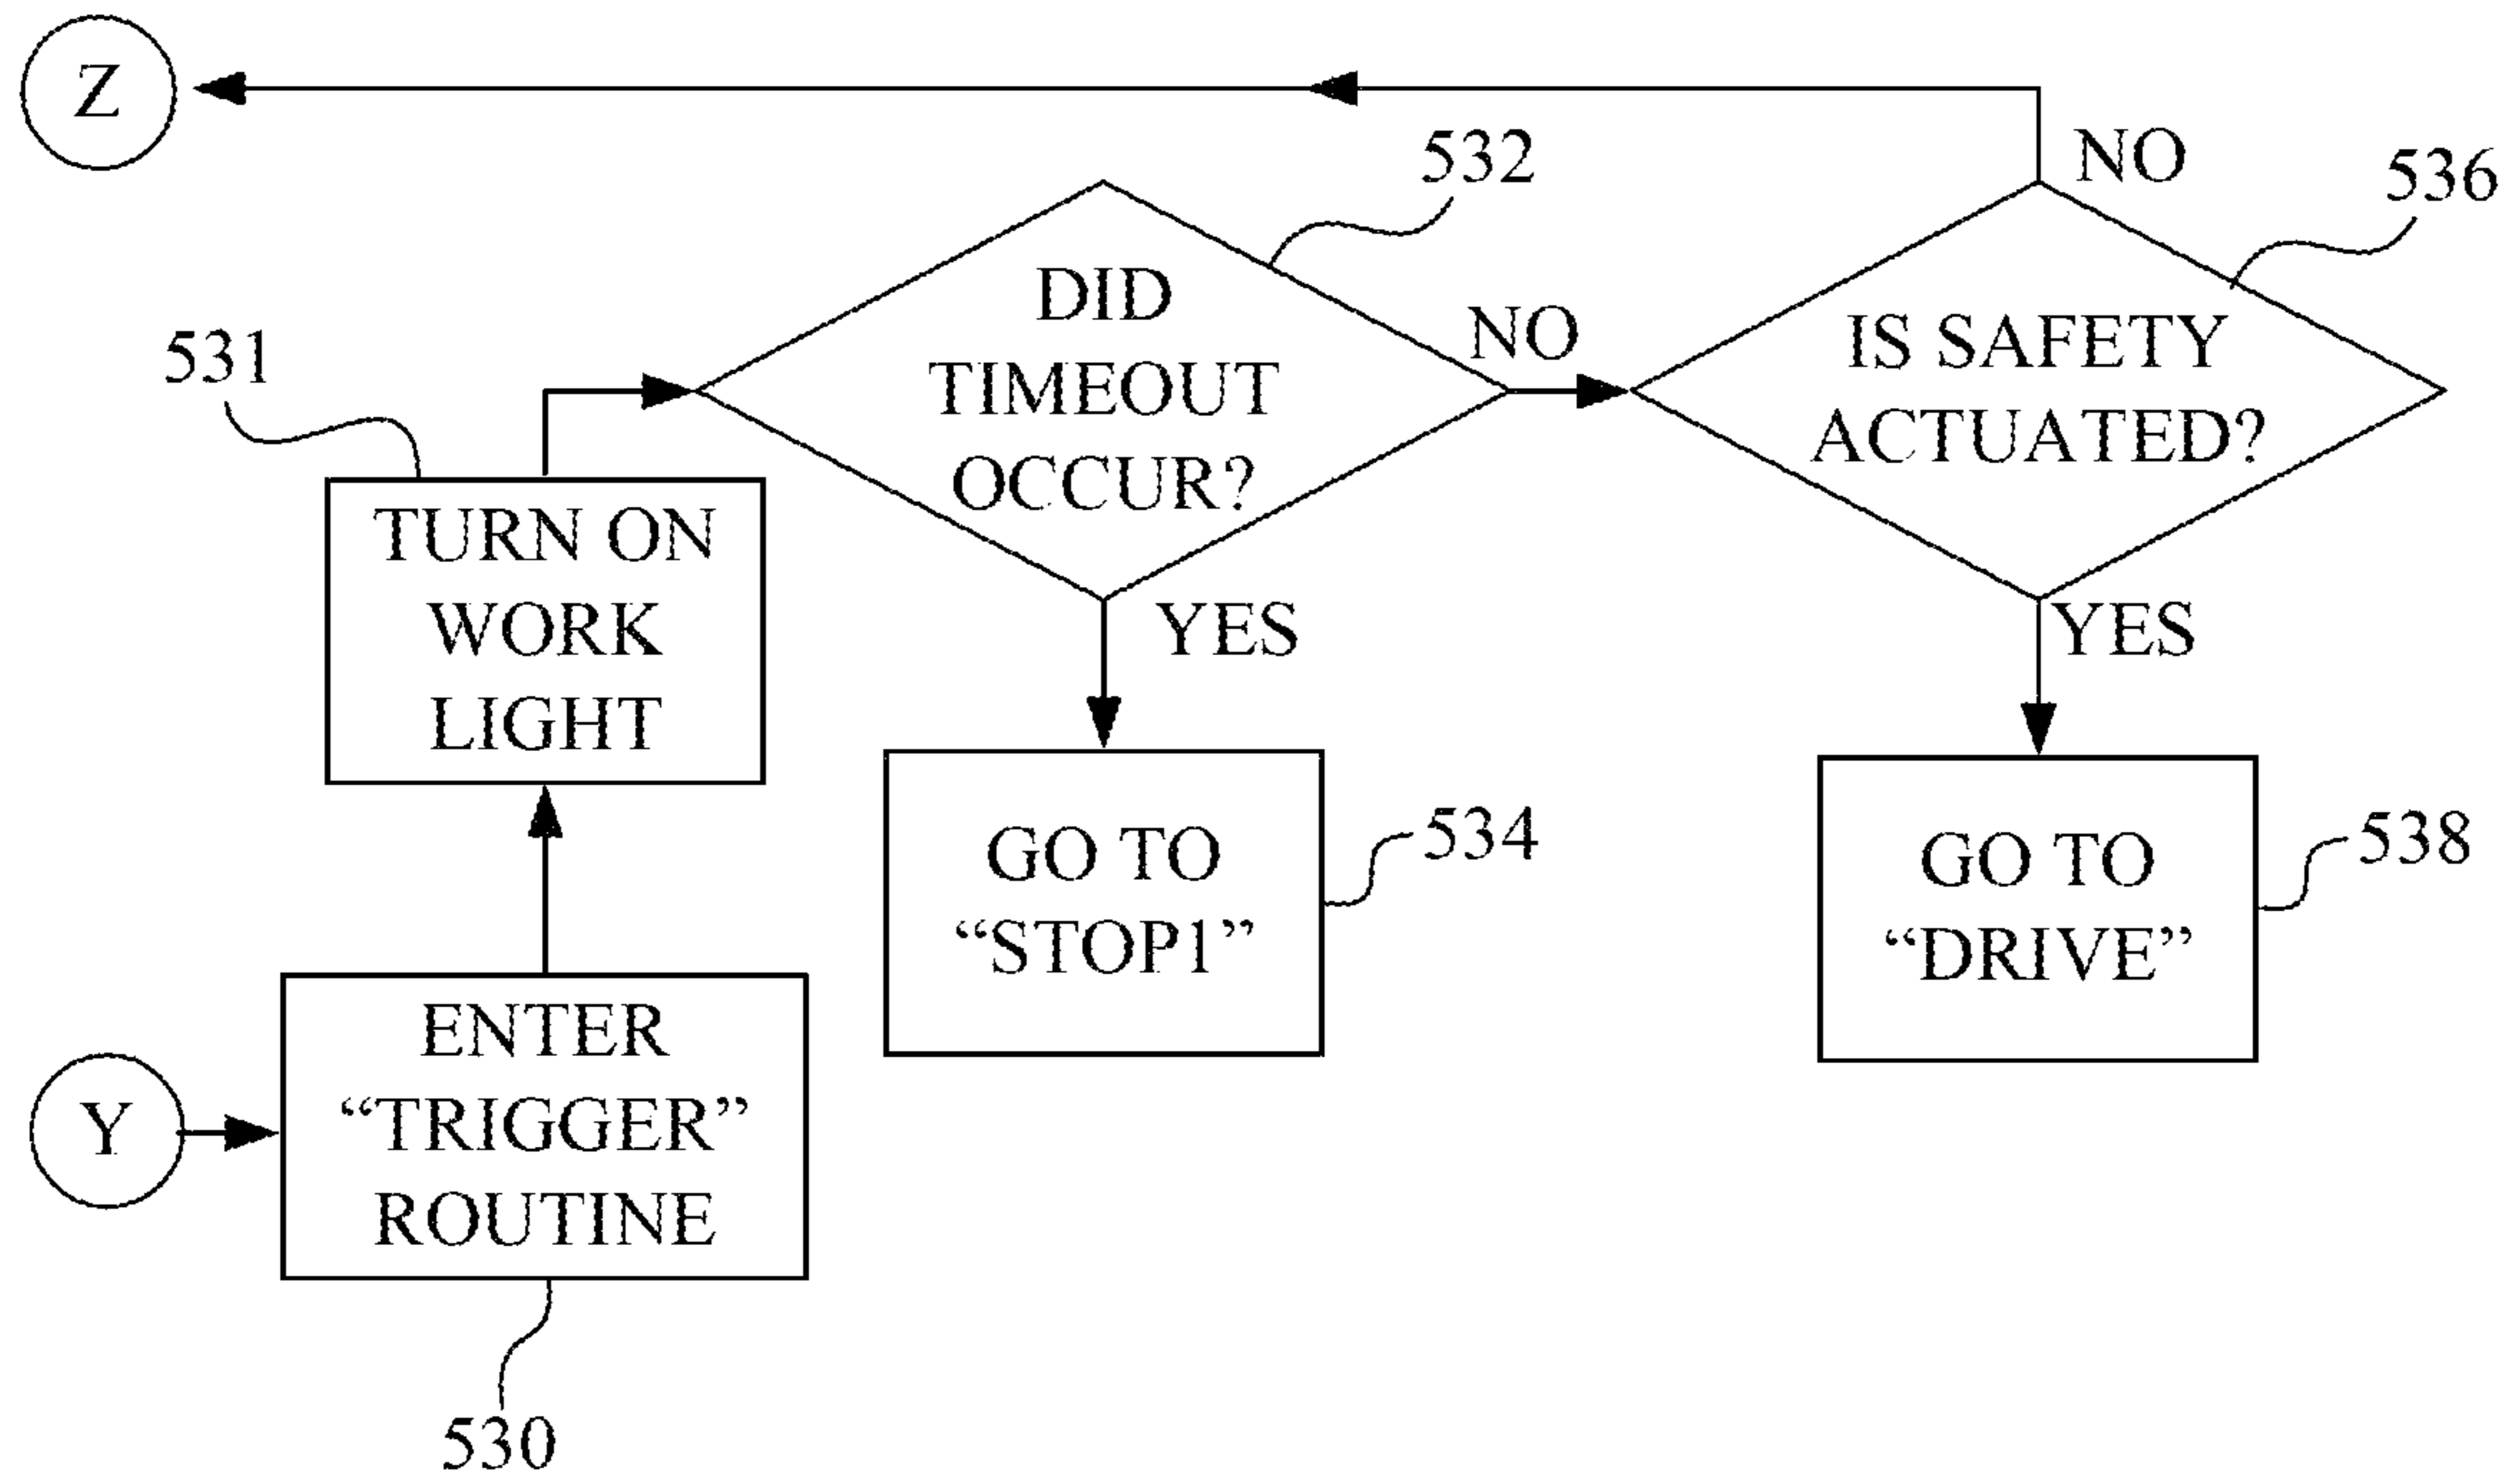 Z
532
NO
536
DID
TIMEOUT
OCCUR?
NO
IS SAFETY
ACTUATED?
531
TURN ON
WORK
LIGHT
YES
YES
GO TO
“STOP1”
534
GO TO
“DRIVE”
538
Y
ENTER
“TRIGGER”
ROUTINE
530